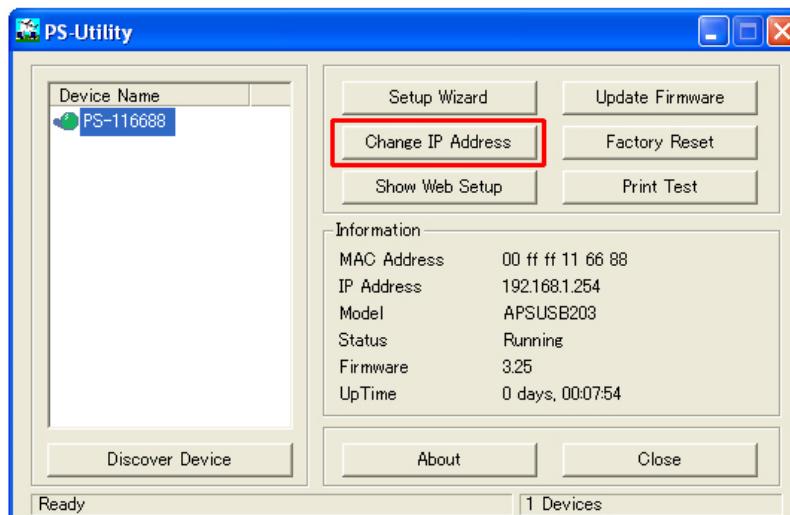 PS-Utility
Device Name
PS-116688
Discover Device
Setup Wizard
Update Firmware
Change IP Address
Factory Reset
Show Web Setup
Print Test
Information
MAC Address 00 ff ff 11 66 88
IP Address 192.168.1.254
Model APSUSB203
Status Running
Firmware 3.25
UpTime 0 days, 00:07:54
About
Close
Ready
1 Devices